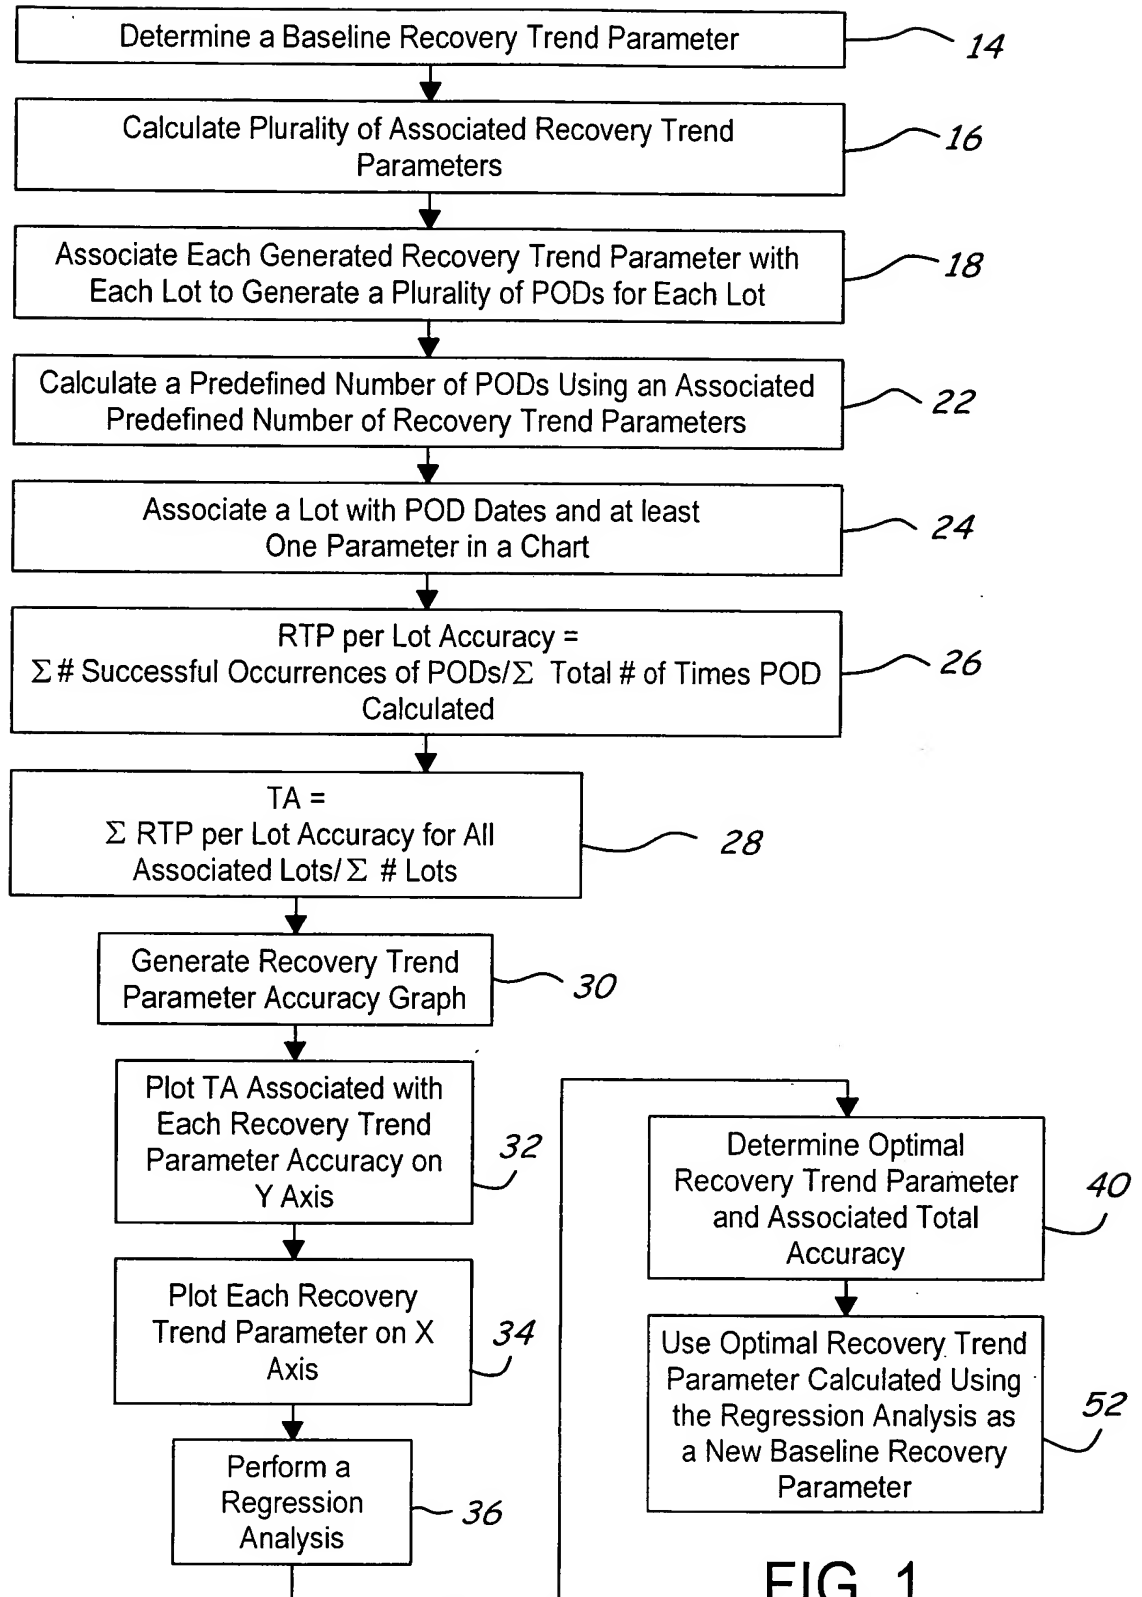 Determine a Baseline Recovery Trend Parameter
14
Calculate Plurality of Associated Recovery Trend
Parameters
16
Associate Each Generated Recovery Trend Parameter with
Each Lot to Generate a Plurality of PODs for Each Lot
18
Calculate a Predefined Number of PODs Using an Associated
Predefined Number of Recovery Trend Parameters
22
Associate a Lot with POD Dates and at least
One Parameter in a Chart
24
RTP per Lot Accuracy =
Σ # Successful Occurrences of PODs/Σ Total # of Times POD
Calculated
26
TA =
Σ RTP per Lot Accuracy for All
Associated Lots/Σ # Lots
28
Generate Recovery Trend
Parameter Accuracy Graph
30
Plot TA Associated with
Each Recovery Trend
Parameter Accuracy on
Y Axis
32
Plot Each Recovery
Trend Parameter on X
Axis
34
Perform a
Regression
Analysis
36
Determine Optimal
Recovery Trend Parameter
and Associated Total
Accuracy
40
Use Optimal Recovery Trend
Parameter Calculated Using
the Regression Analysis as
a New Baseline Recovery
Parameter
52
FIG. 1